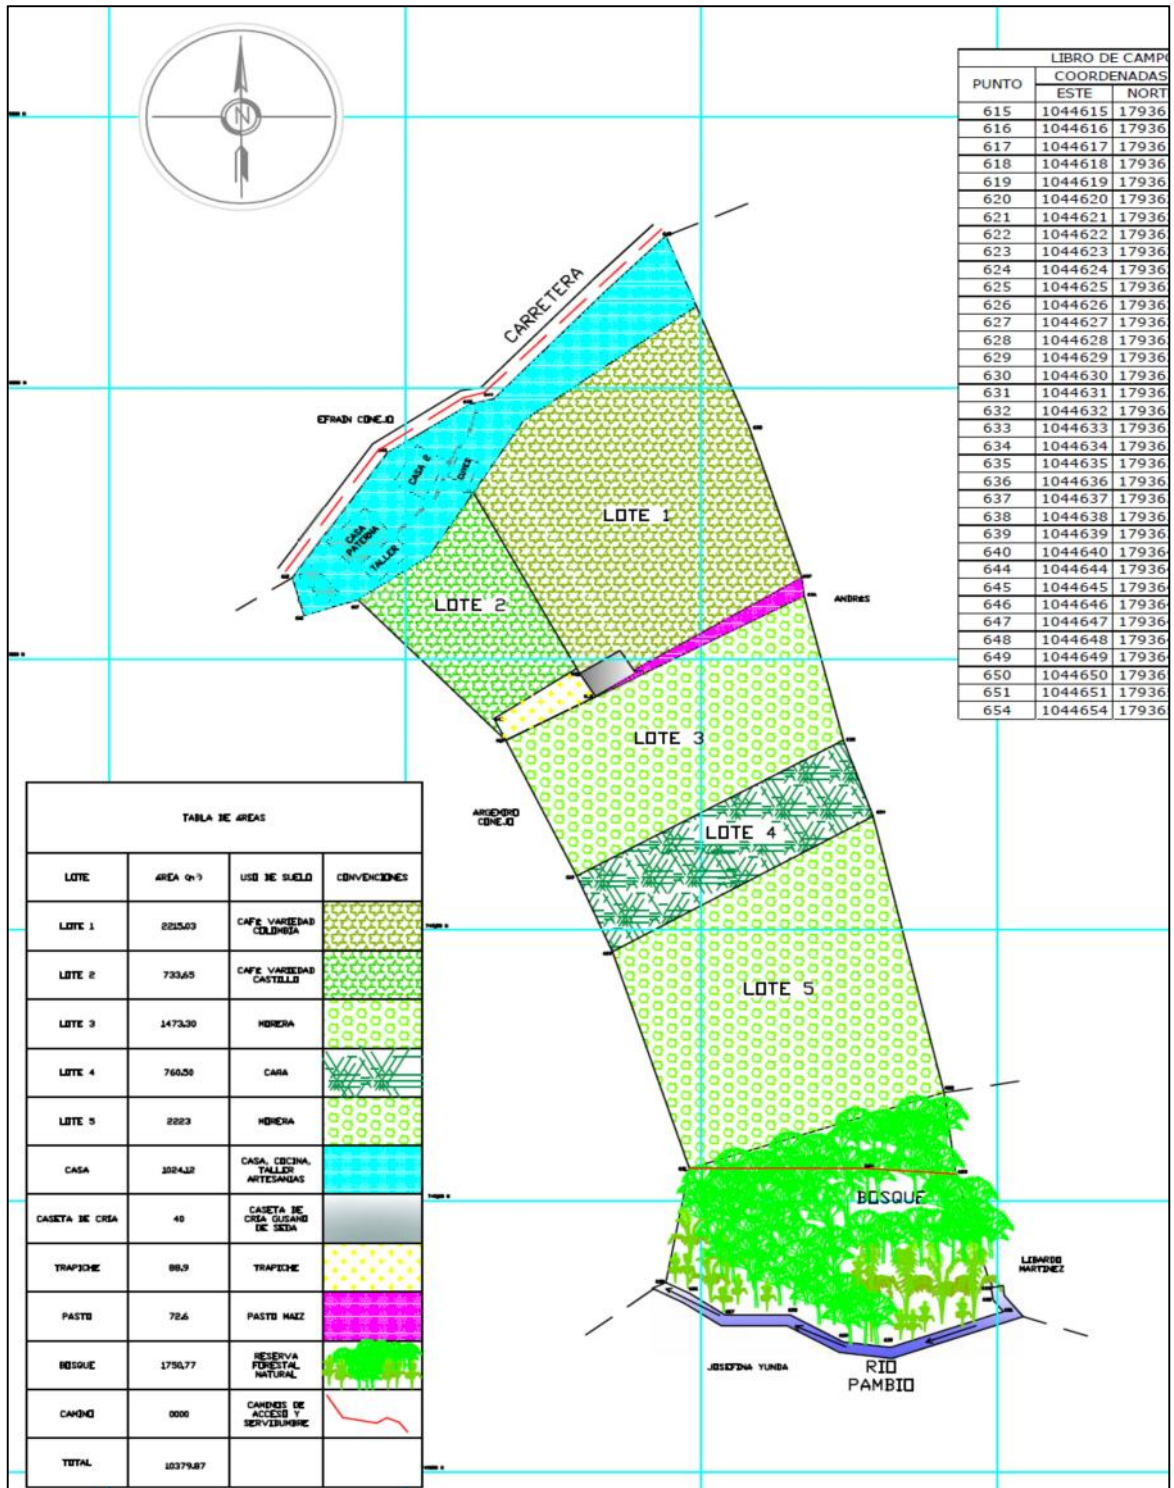 N
LIBRO DE CAMPO
PUNTO
COORDENADAS
ESTE NORT
615 1044615 17936
616 1044616 17936
617 1044617 17936
618 1044618 17936
619 1044619 17936
620 1044620 17936
621 1044621 17936
622 1044622 17936
623 1044623 17936
624 1044624 17936
625 1044625 17936
626 1044626 17936
627 1044627 17936
628 1044628 17936
629 1044629 17936
630 1044630 17936
631 1044631 17936
632 1044632 17936
633 1044633 17936
634 1044634 17936
635 1044635 17936
636 1044636 17936
637 1044637 17936
638 1044638 17936
639 1044639 17936
640 1044640 17936
644 1044644 17936
645 1044645 17936
646 1044646 17936
647 1044647 17936
648 1044648 17936
649 1044649 17936
650 1044650 17936
651 1044651 17936
654 1044654 17936
CARRETERA
EFRAIN CONEJO
CASA 2
CASA
PATERNA
TALLER
LOTE 1
LOTE 2
ANDRES
LOTE 3
ARGEMIRO
CONEJO
LOTE 4
LOTE 5
BOSQUE
LIBARDO
MARTINEZ
JOSEFINA YUNDA
RIO
PAMBIO
TABLA DE AREAS
LOTE AREA (m²) USO DE SUELO CONVENCIONES
LOTE 1 2215.03 CAFE VARIEDAD
COLOMBIA
LOTE 2 733,65 CAFE VARIEDAD
CASTILLO
LOTE 3 1473.30 MORERA
LOTE 4 760.50 CAÑA
LOTE 5 2223 MORERA
CASA 1024.12 CASA, COCINA,
TALLER
ARTESANIAS
CASETA DE CRIA 40 CASETA DE
CRIA GUSANO
DE SEDA
TRAPICHE 88.9 TRAPICHE
PASTO 72.6 PASTO MAIZ
BOSQUE 1750,77 RESERVA
FORESTAL
NATURAL
CAMINO 0000 CAMINOS DE
ACCESO Y
SERVIDUMBRE
TOTAL 10379.87